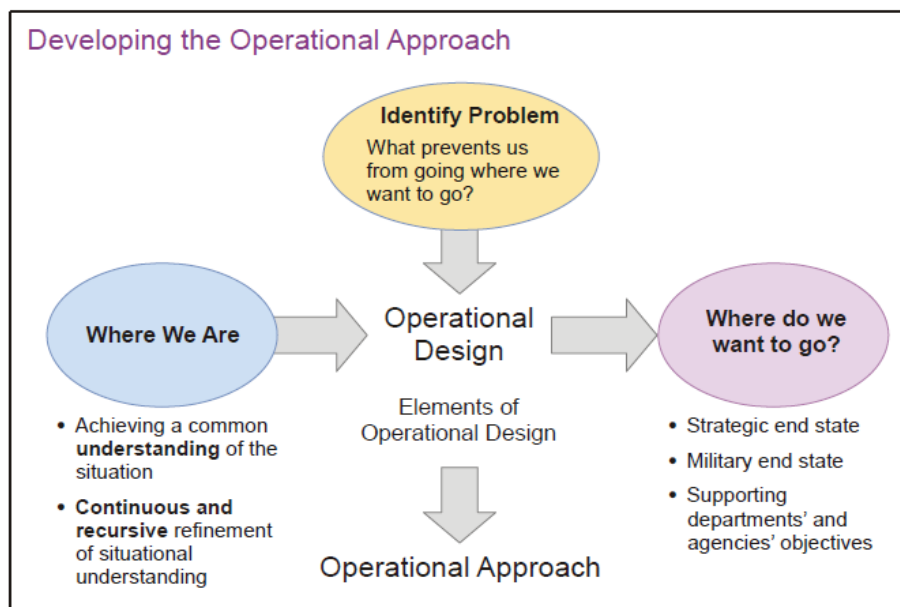 Developing the Operational Approach
Identify Problem
What prevents us
from going where we
want to go?
Where We Are
Operational
Design
Where do we
want to go?
Elements of
Operational Design
• Achieving a common
understanding of the
situation
• Continuous and
recursive refinement
of situational
understanding
• Strategic end state
• Military end state
• Supporting
departments’ and
agencies’ objectives
Operational Approach